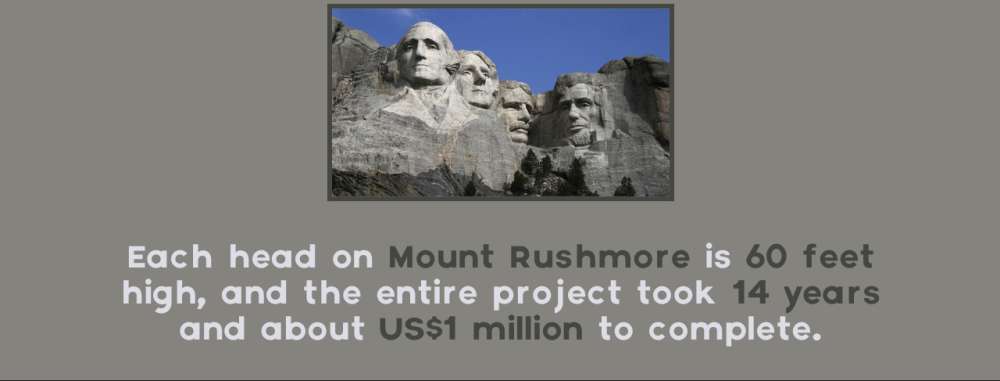 Each head on Mount Rushmore is 60 feet
high, and the entire project took 14 years
and about US$1 million to complete.